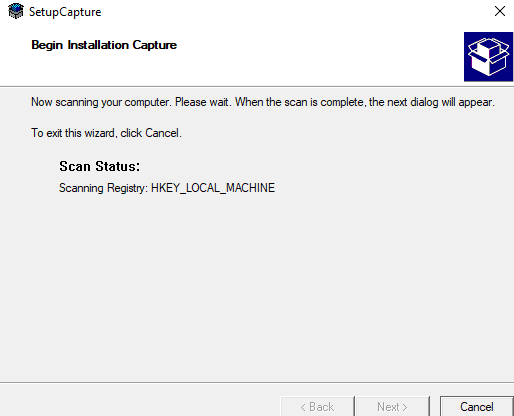 SetupCapture
Begin Installation Capture
Now scanning your computer. Please wait. When the scan is complete, the next dialog will appear.
To exit this wizard, click Cancel.
Scan Status:
Scanning Registry: HKEY_LOCAL_MACHINE
< Back
Next >
Cancel